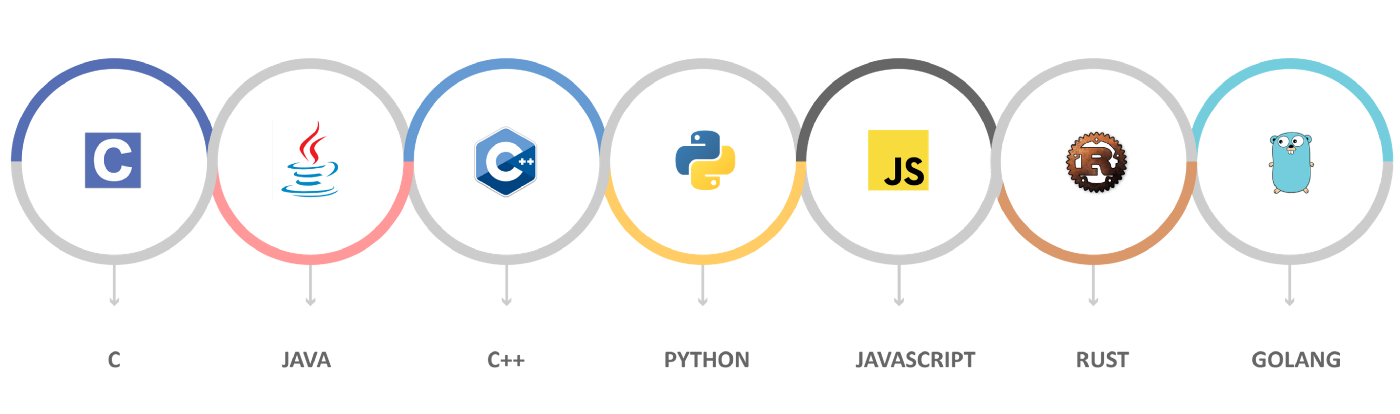 C
C++
JS
R
C
JAVA
C++
PYTHON
JAVASCRIPT
RUST
GOLANG